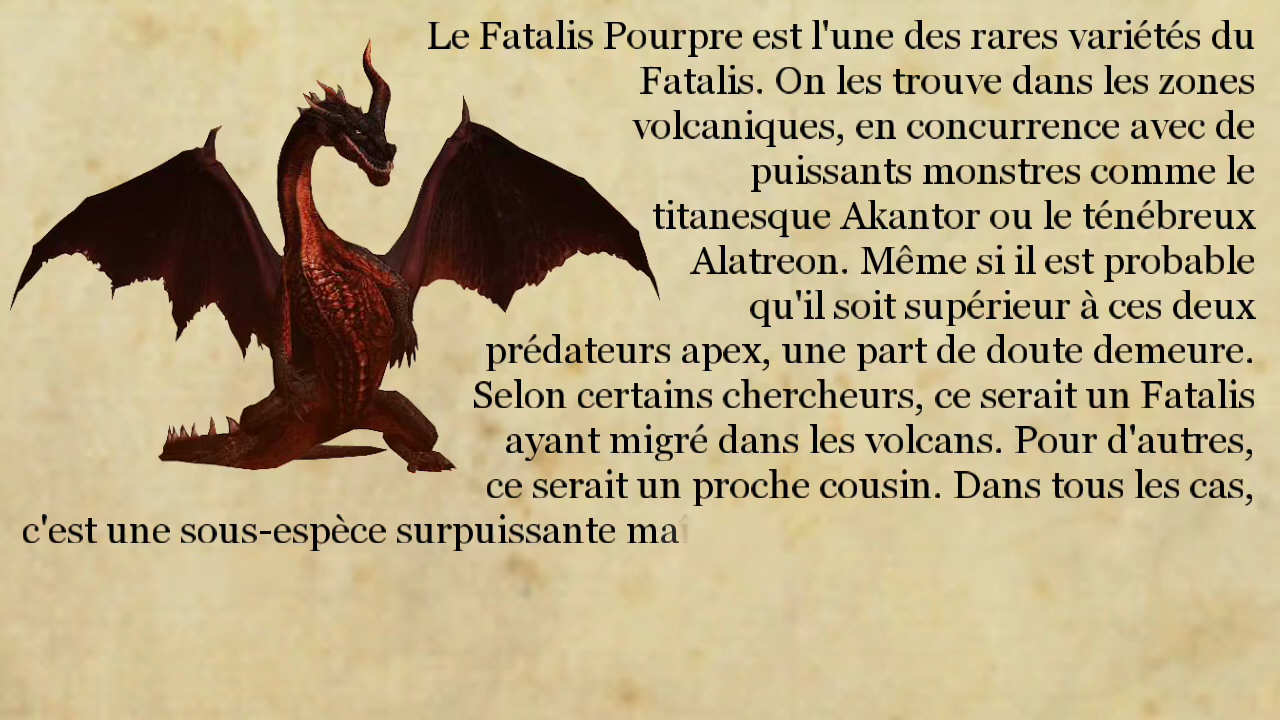 Le Fatalis Pourpre est l'une des rares variétés du
Fatalis. On les trouve dans les zones
volcaniques, en concurrence avec de
puissants monstres comme le
titanesque Akantor ou le ténébreux
Alatreon. Même si il est probable
qu'il soit supérieur à ces deux
prédateurs apex, une part de doute demeure.
Selon certains chercheurs, ce serait un Fatalis
ayant migré dans les volcans. Pour d'autres,
ce serait un proche cousin. Dans tous les cas,
c'est une sous-espèce surpuissante